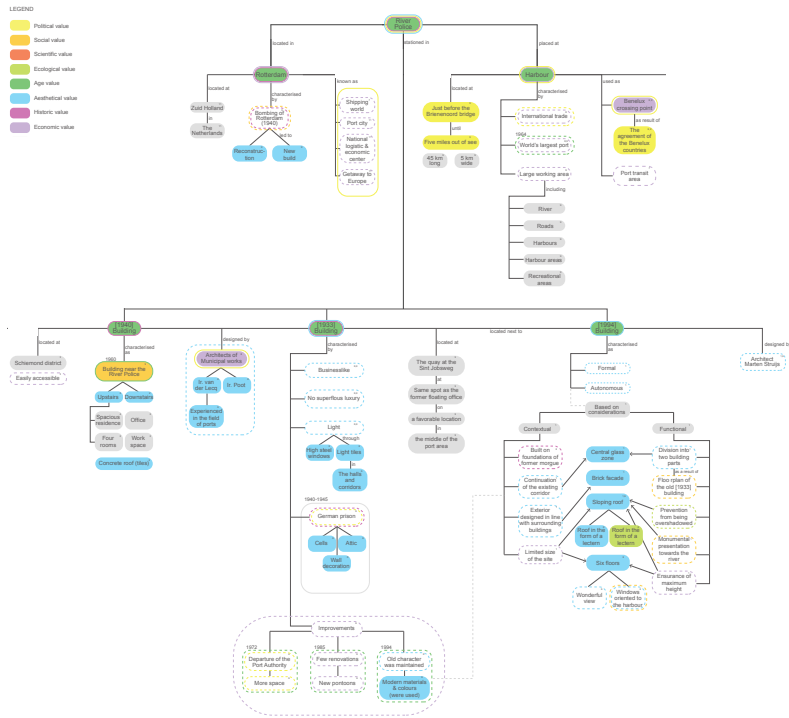 LEGEND
Political value
Social value
Scientific value
Ecological value
Age value
Aesthetical value
Historic value
Economic value
River
Police
located in
stationed in
placed at
Rotterdam
Harbour
located at
characterised
by
known as
located at
characterised
by
used as
Zuid Holland
in
The
Netherlands
Bombing of
Rotterdam
(1940)
led to
Reconstruc-
tion
New
build
Shipping
world
Port city
National
logistic &
economic
center
Getaway to
Europe
Just before the
Brienenoord bridge
until
Five miles out of sea
45 km
long
5 km
wide
International trade
1984
World's largest port
Large working area
including
River
Roads
Harbours
Harbour areas
Recreational
areas
Benelux
crossing point
as result of
The
agreement of
the Benelux
countries
Port transit
area
[1940]
Building
[1933]
Building
[1994]
Building
located next to
located at
characterised
as
designed by
characterised
by
located at
characterised
as
designed by
Schiemond district
Easily accessible
1960
Building near the
River Police
Upstairs
Downstairs
Spacious
residence
Office
Four
rooms
Work
space
Concrete roof (tiles)
Architects of
Municipal works
Ir. van
der Lecq
Ir. Poot
Experienced
in the field
of ports
Businesslike
No superflous luxury
Light
through
High steel
windows
Light tiles
in
The halls
and
corridors
1940-1945
German prison
Cells
Attic
Wall
decoration
The quay at the
Sint Jobsweg
at
Same spot as the
former floating office
on
a favorable location
in
the middle of the
port area
Formal
Autonomous
Based on
considerations
Architect
Marten Struijs
Contextual
Functional
Built on
foundations of
former morgue
Continuation
of the existing
corridor
Exterior
designed in line
with surrounding
buildings
Limited size
of the site
Central glass
zone
Brick facade
Sloping roof
Roof in the
form of a
lectern
Roof in the
form of a
lectern
Six floors
Wonderful
view
Windows
oriented to
the harbour
Division into
two building
parts
as a result of
Floo rplan of
the old [1933]
building
Prevention
from being
overshadowed
Monumental
presentation
towards the
river
Ensurance of
maximum
height
Improvements
1972
Departure of the
Port Authority
More space
1983
Few renovations
New pontoons
1994
Old character
was maintained
Modern materials
& colours
(were used)